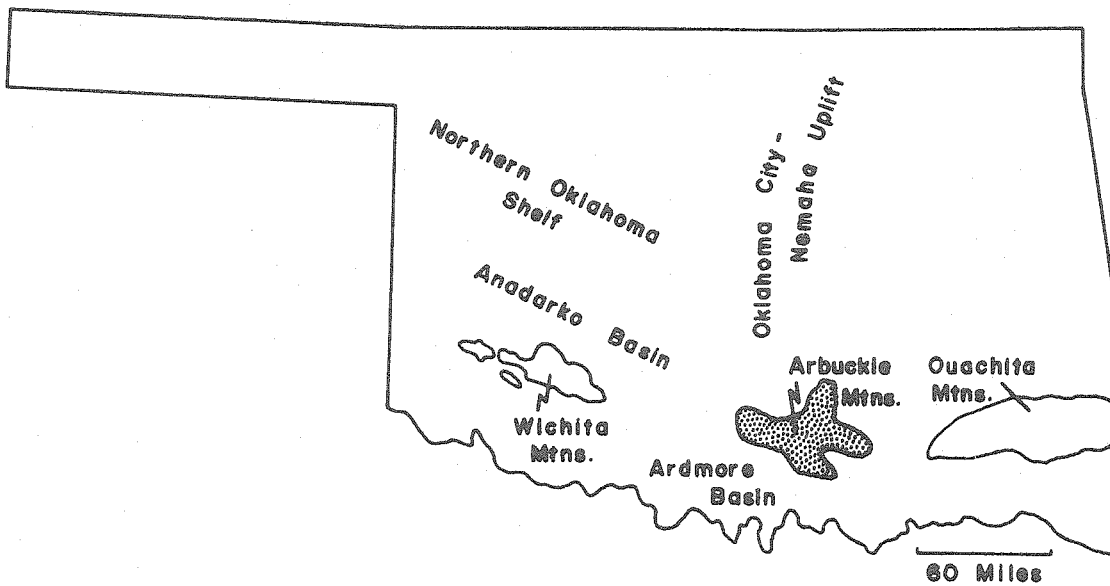 Northern Oklahoma
Shelf
Oklahoma City-
Nemaha Uplift
Anadarko Basin
Arbuckle
Mtns.
Ouachita
Mtns.
Wichita
Mtns.
Ardmore
Basin
60 Miles